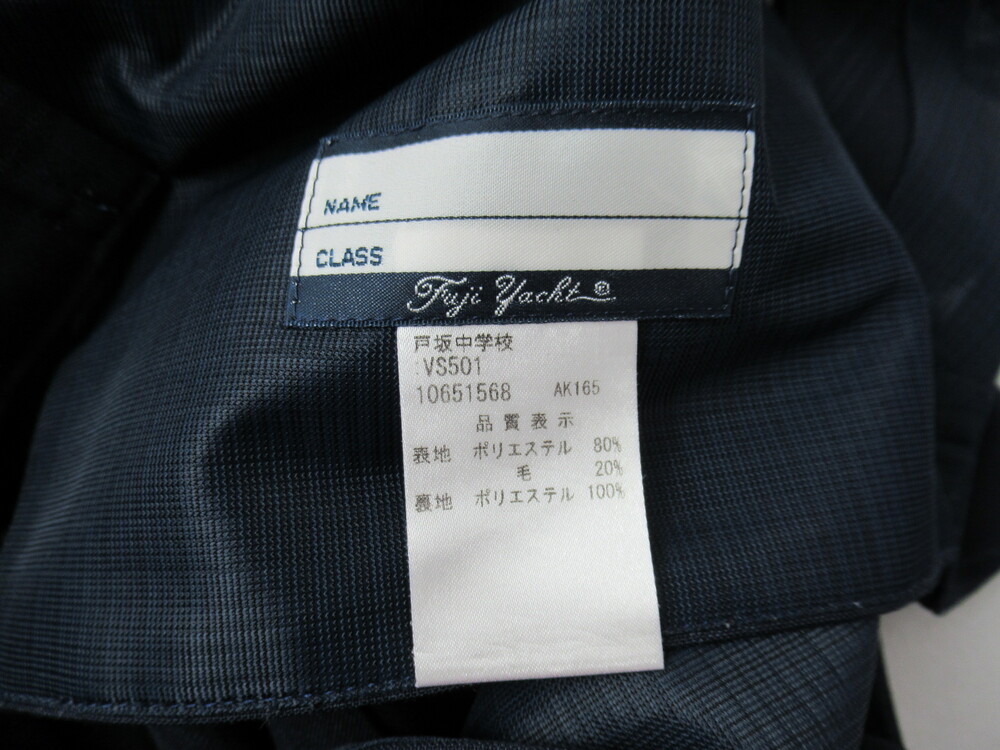 NAME
CLASS
Fuji Yacht ®
戸坂中学校
:VS501
10651568 AK165
品質表示
表地 ポリエステル 80%
毛 20%
裏地 ポリエステル 100%